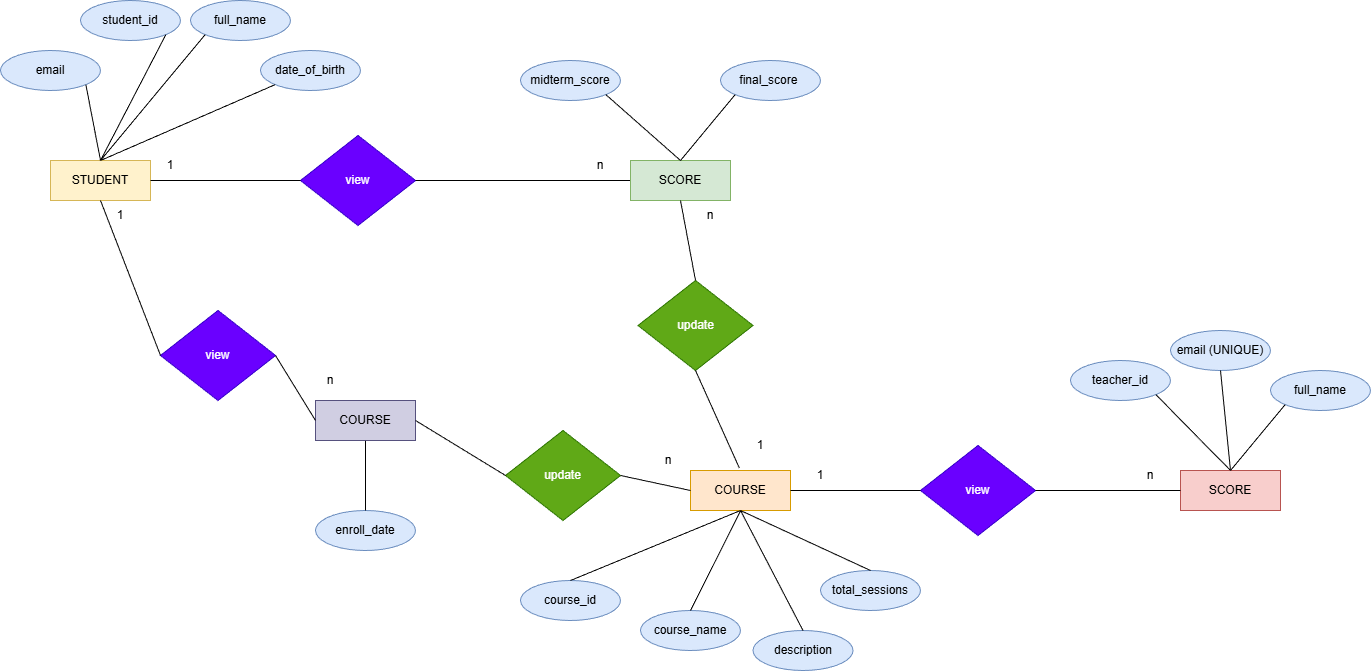 student_id
full_name
email
date_of_birth
midterm_score
final_score
1
n
STUDENT
view
SCORE
1
n
update
view
email (UNIQUE)
teacher_id
full_name
n
COURSE
1
n
update
1
n
COURSE
view
SCORE
enroll_date
course_id
total_sessions
course_name
description